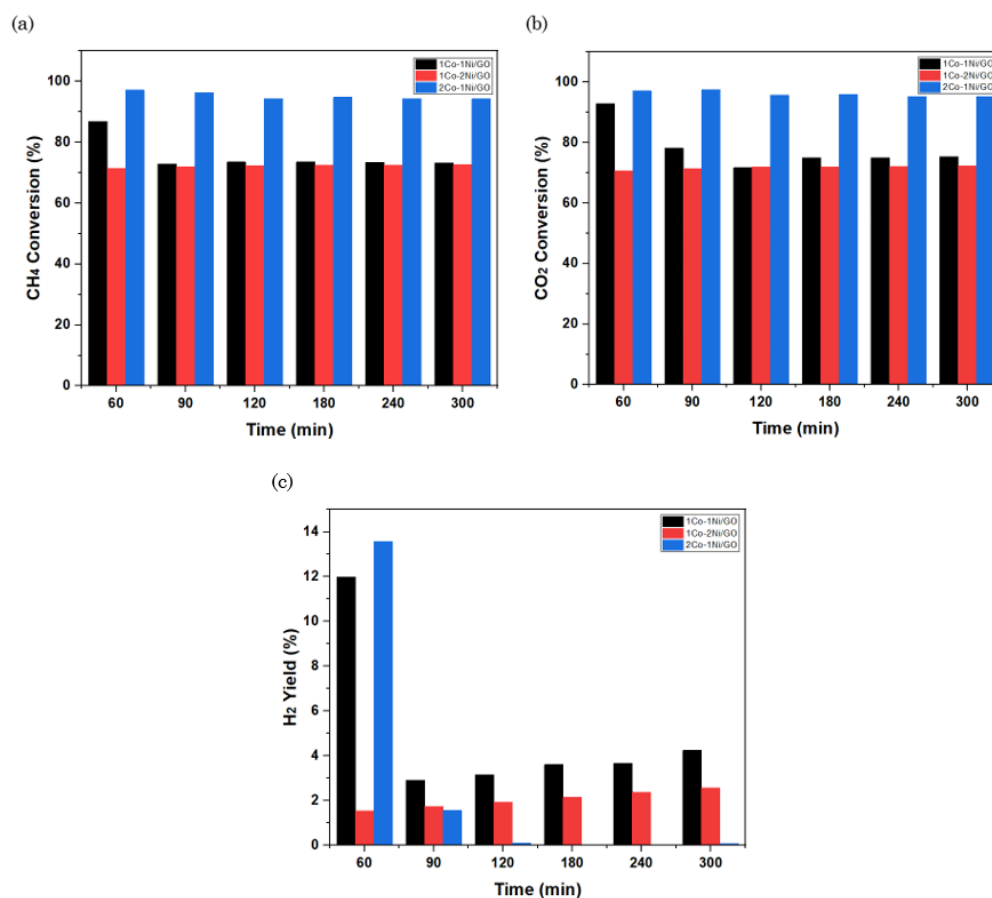 (a)
(b)
1Co-1Ni/GO
1Co-2Ni/GO
2Co-1Ni/GO
100
80
60
40
20
0
CH4 Conversion (%)
60 90 120 180 240 300
Time (min)
1Co-1Ni/GO
1Co-2Ni/GO
2Co-1Ni/GO
100
80
60
40
20
0
CO2 Conversion (%)
60 90 120 180 240 300
Time (min)
(c)
1Co-1Ni/GO
1Co-2Ni/GO
2Co-1Ni/GO
14
12
10
8
6
4
2
0
H2 Yield (%)
60 90 120 180 240 300
Time (min)